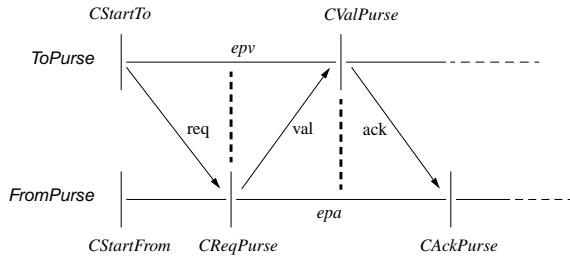 CStartTo CValPurse
ToPurse epv
req val ack
FromPurse epa
CStartFrom CReqPurse CAckPurse